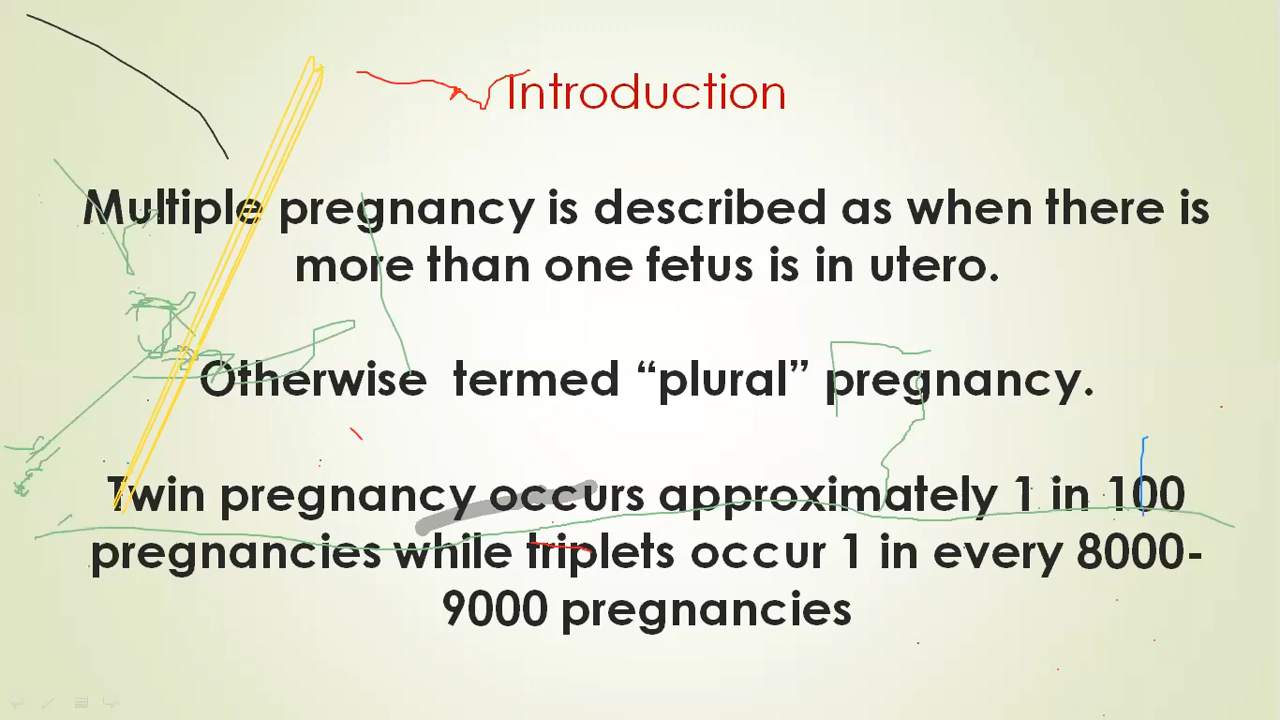 Introduction
Multiple pregnancy is described as when there is
more than one fetus is in utero.
Otherwise termed “plural” pregnancy.
Twin pregnancy occurs approximately 1 in 100
pregnancies while triplets occur 1 in every 8000-
9000 pregnancies